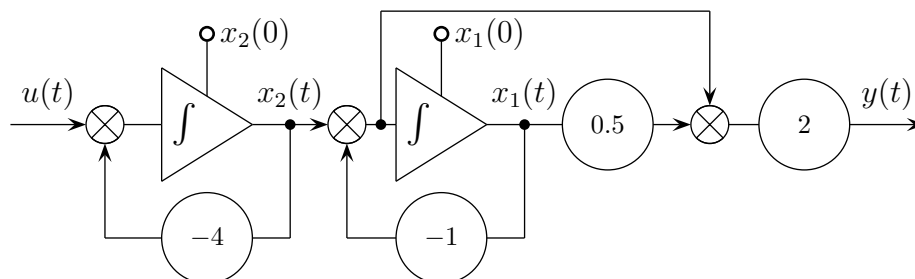 x₂(0) x₁(0)
u(t) x₂(t) x₁(t) y(t)
∫ ∫ 0.5 2
−4 −1